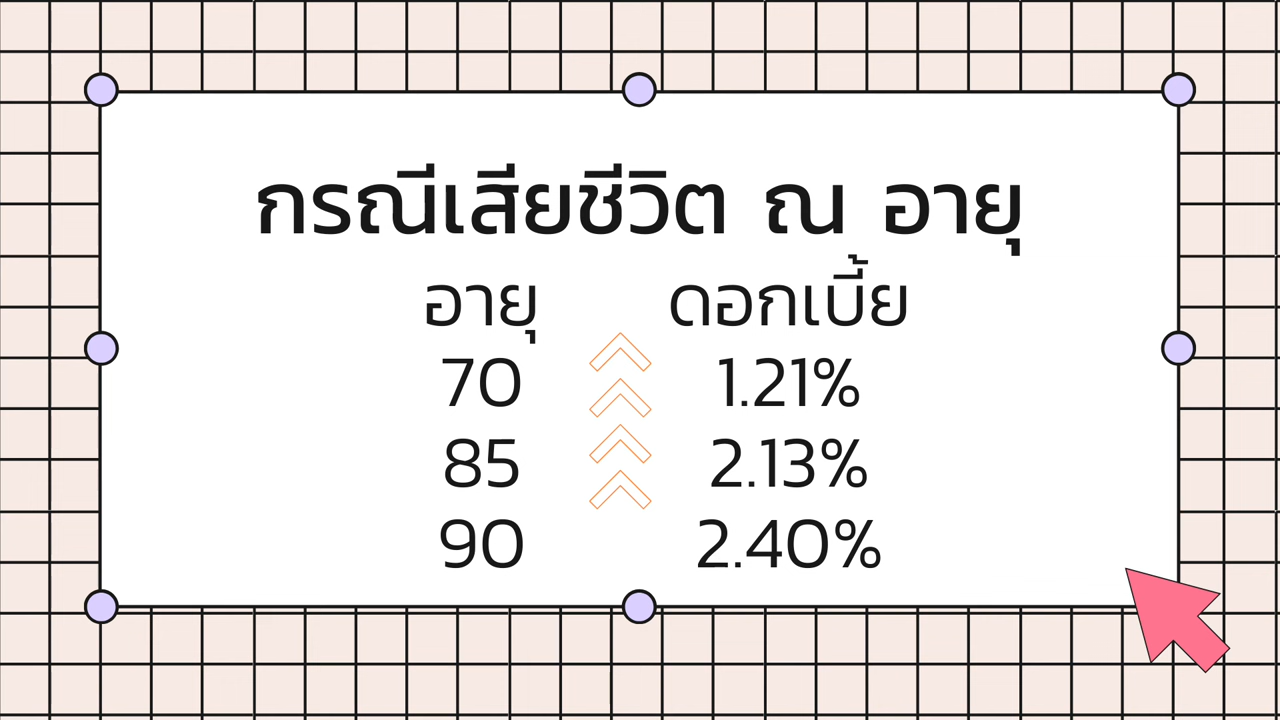 กรณีเสียชีวิต ณ อายุ
อายุ ดอกเบี้ย
70 1.21%
85 2.13%
90 2.40%